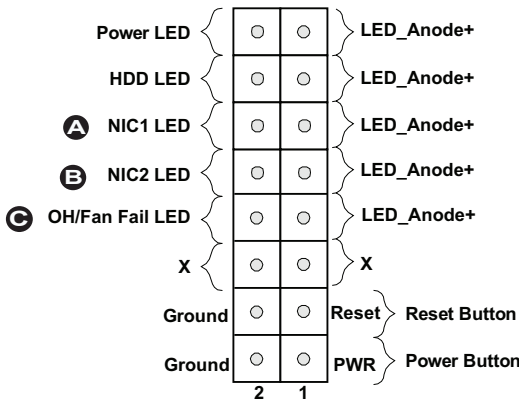 Power LED LED_Anode+
HDD LED LED_Anode+
A NIC1 LED LED_Anode+
B NIC2 LED LED_Anode+
C OH/Fan Fail LED LED_Anode+
X X
Ground Reset Reset Button
Ground PWR Power Button
2 1